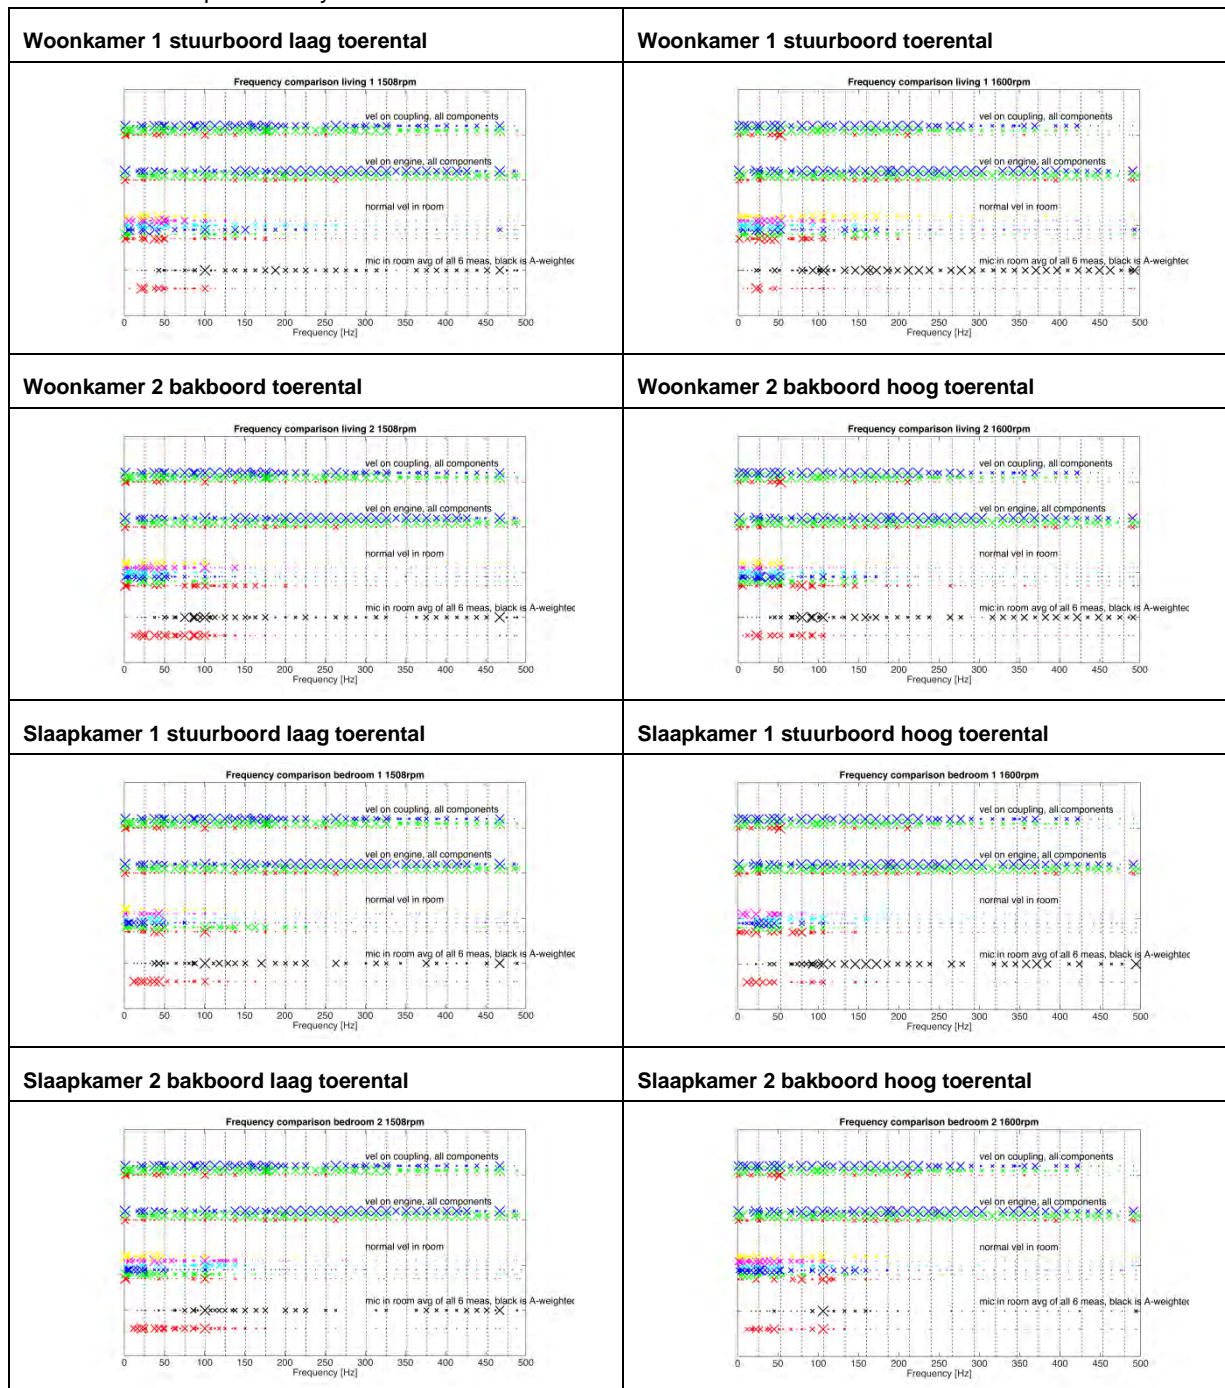 Woonkamer 1 stuurboord laag toerental
Woonkamer 1 stuurboord toerental
Frequency comparison living 1 1508rpm
vel on coupling, all components
vel on engine, all components
normal vel in room
mic in room avg of all 6 meas, black is A-weighted
0 50 100 150 200 250 300 350 400 450 500
Frequency [Hz]
Frequency comparison living 1 1600rpm
vel on coupling, all components
vel on engine, all components
normal vel in room
mic in room avg of all 6 meas, black is A-weighted
0 50 100 150 200 250 300 350 400 450 500
Frequency [Hz]
Woonkamer 2 bakboord toerental
Woonkamer 2 bakboord hoog toerental
Frequency comparison living 2 1508rpm
vel on coupling, all components
vel on engine, all components
normal vel in room
mic in room avg of all 6 meas, black is A-weighted
0 50 100 150 200 250 300 350 400 450 500
Frequency [Hz]
Frequency comparison living 2 1600rpm
vel on coupling, all components
vel on engine, all components
normal vel in room
mic in room avg of all 6 meas, black is A-weighted
0 50 100 150 200 250 300 350 400 450 500
Frequency [Hz]
Slaapkamer 1 stuurboord laag toerental
Slaapkamer 1 stuurboord hoog toerental
Frequency comparison bedroom 1 1508rpm
vel on coupling, all components
vel on engine, all components
normal vel in room
mic in room avg of all 6 meas, black is A-weighted
0 50 100 150 200 250 300 350 400 450 500
Frequency [Hz]
Frequency comparison bedroom 1 1600rpm
vel on coupling, all components
vel on engine, all components
normal vel in room
mic in room avg of all 6 meas, black is A-weighted
0 50 100 150 200 250 300 350 400 450 500
Frequency [Hz]
Slaapkamer 2 bakboord laag toerental
Slaapkamer 2 bakboord hoog toerental
Frequency comparison bedroom 2 1508rpm
vel on coupling, all components
vel on engine, all components
normal vel in room
mic in room avg of all 6 meas, black is A-weighted
0 50 100 150 200 250 300 350 400 450 500
Frequency [Hz]
Frequency comparison bedroom 2 1600rpm
vel on coupling, all components
vel on engine, all components
normal vel in room
mic in room avg of all 6 meas, black is A-weighted
0 50 100 150 200 250 300 350 400 450 500
Frequency [Hz]